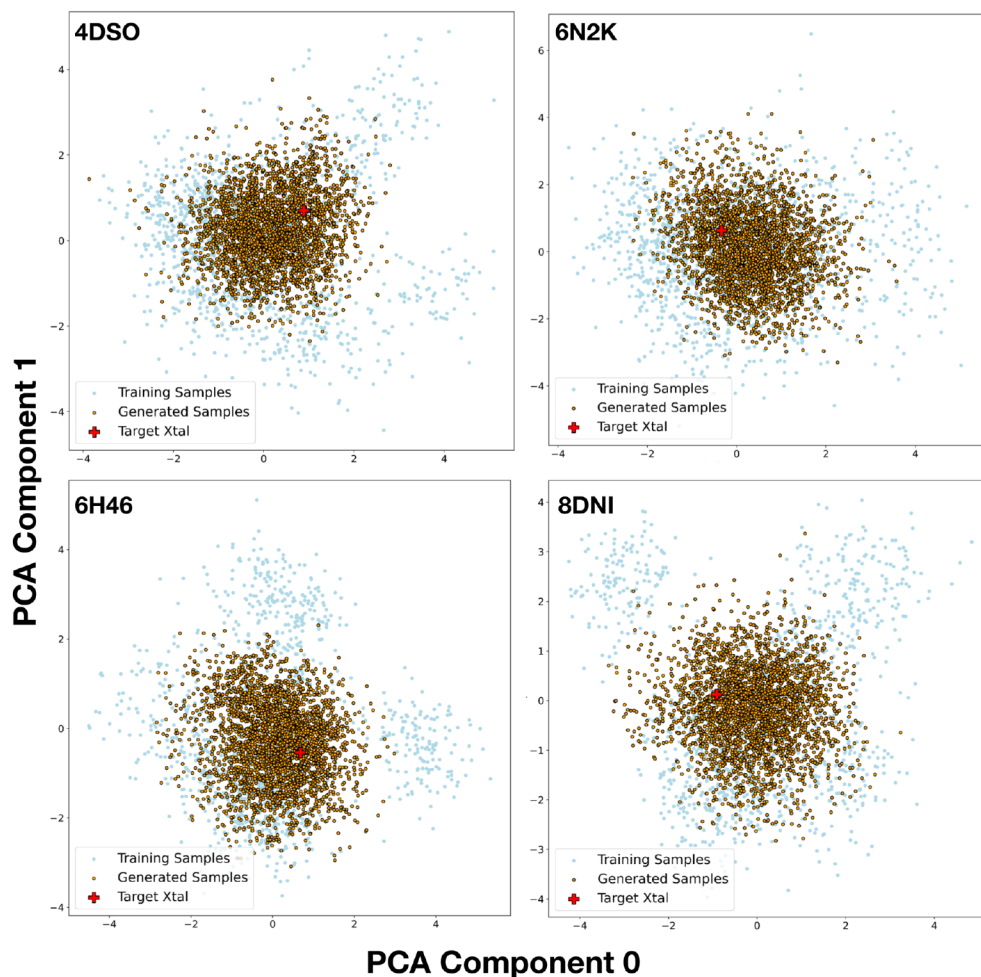 4DSO
4
2
0
−2
−4
−4
−2
0
2
4
Training Samples
Generated Samples
Target Xtal
6N2K
6
4
2
0
−2
−4
−6
−4
−2
0
2
4
Training Samples
Generated Samples
Target Xtal
PCA Component 1
6H46
4
2
0
−2
−4
−4
−2
0
2
4
Training Samples
Generated Samples
Target Xtal
8DNI
4
3
2
1
0
−1
−2
−3
−4
−4
−2
0
2
4
Training Samples
Generated Samples
Target Xtal
PCA Component 0